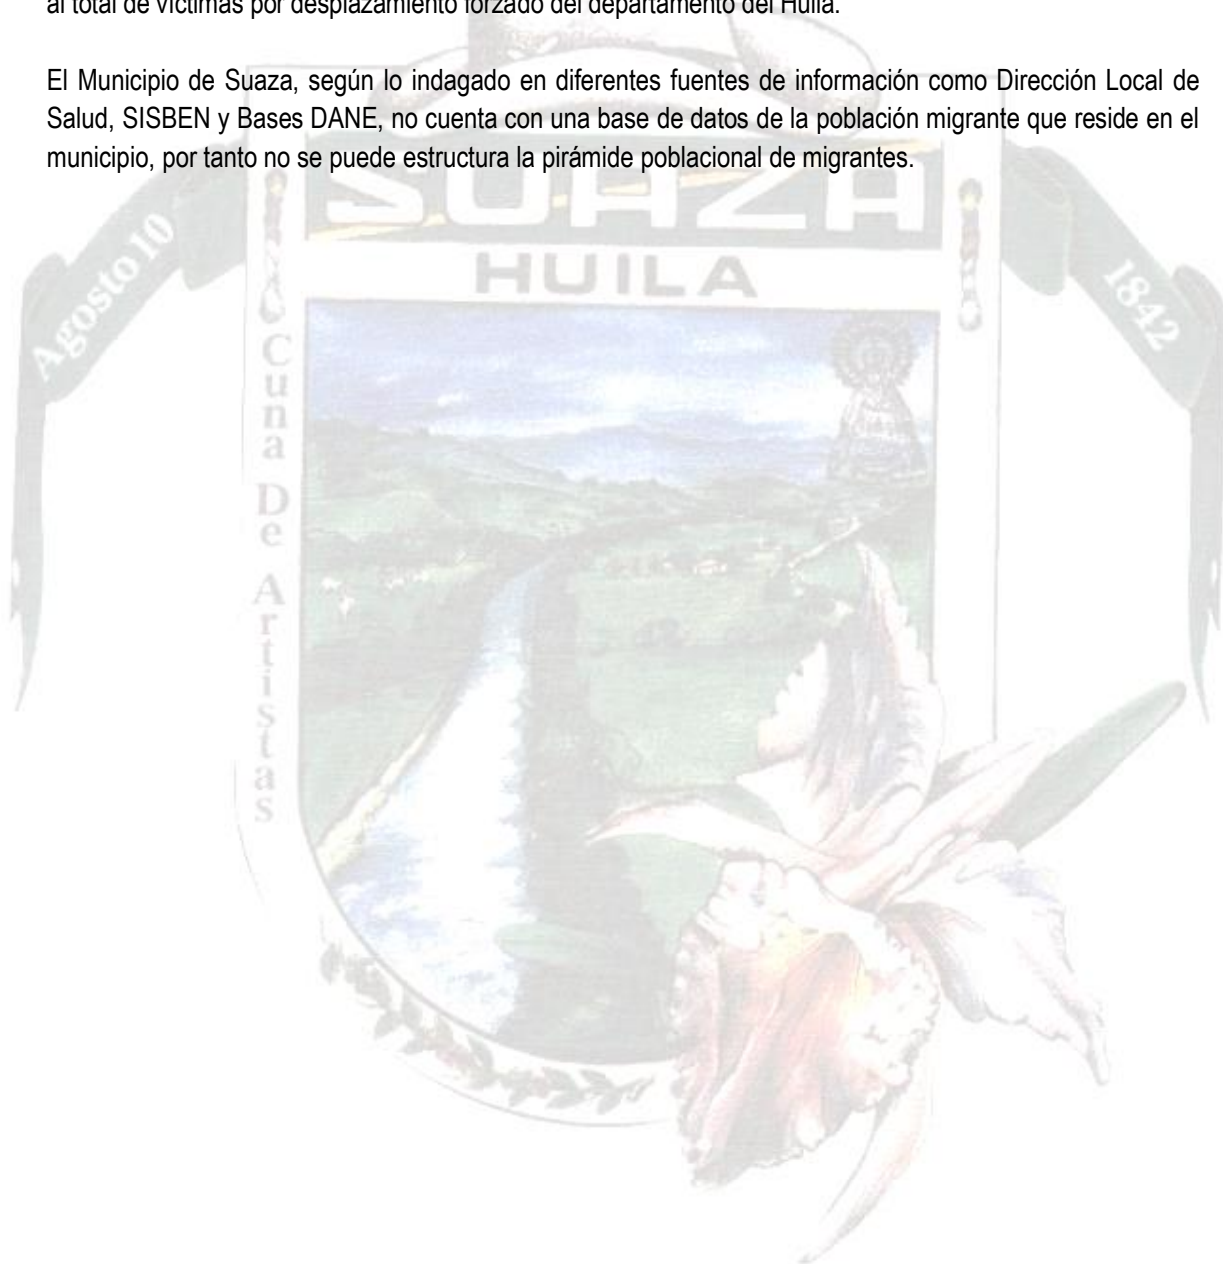 al total de víctimas por desplazamiento forzado del departamento del Huila.
El Municipio de Suaza, según lo indagado en diferentes fuentes de información como Dirección Local de
Salud, SISBEN y Bases DANE, no cuenta con una base de datos de la población migrante que reside en el
municipio, por tanto no se puede estructura la pirámide poblacional de migrantes.
SUAZA
HUILA
Agosto 10
1842
Cuna De Artistas